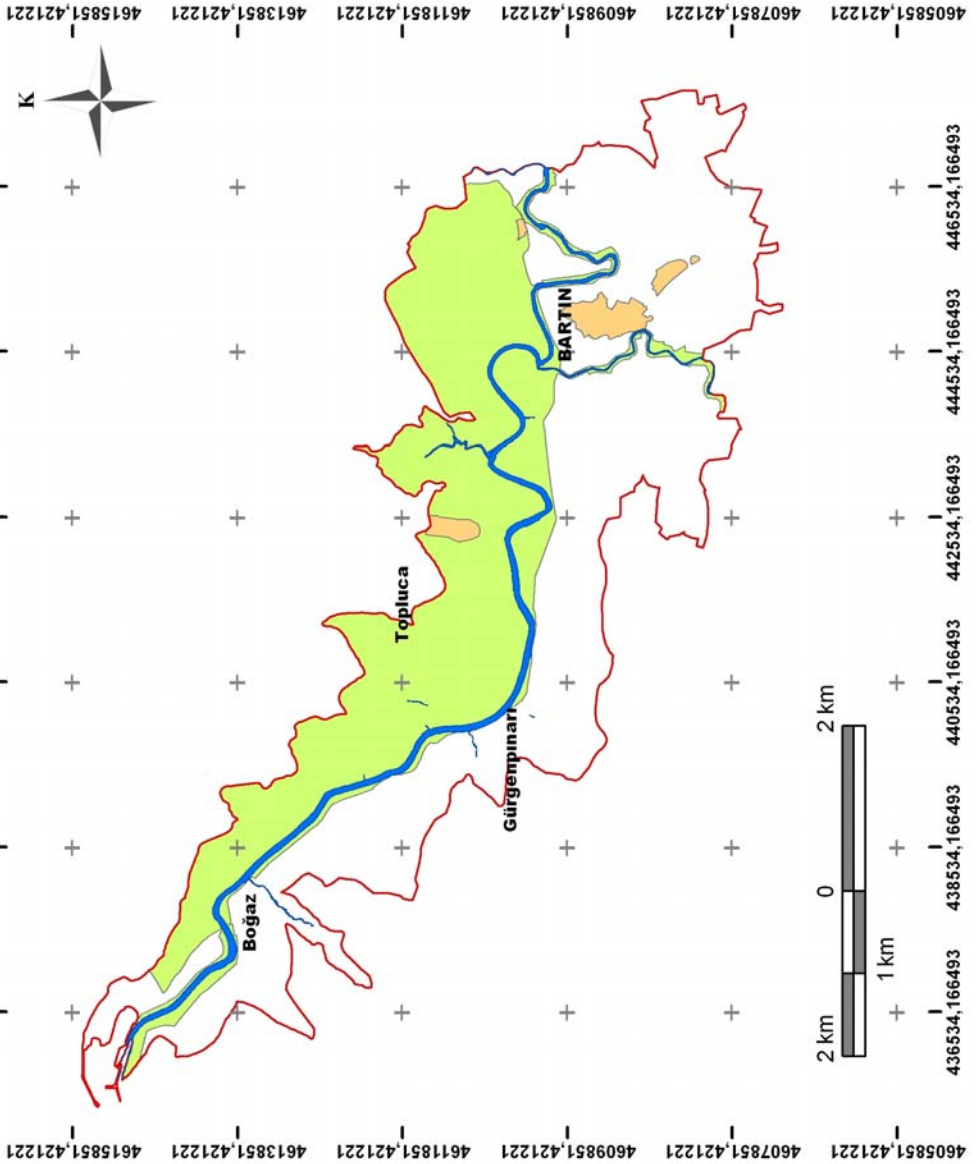 4615851,421221
4613851,421221
4611851,421221
4609851,421221
4607851,421221
4605851,421221
K
BARTIN
Topluca
Gürgenpınarı
Boğaz
2 km
0
2 km
1 km
446534,166493
444534,166493
442534,166493
440534,166493
438534,166493
436534,166493
4615851,421221
4613851,421221
4611851,421221
4609851,421221
4607851,421221
4605851,421221